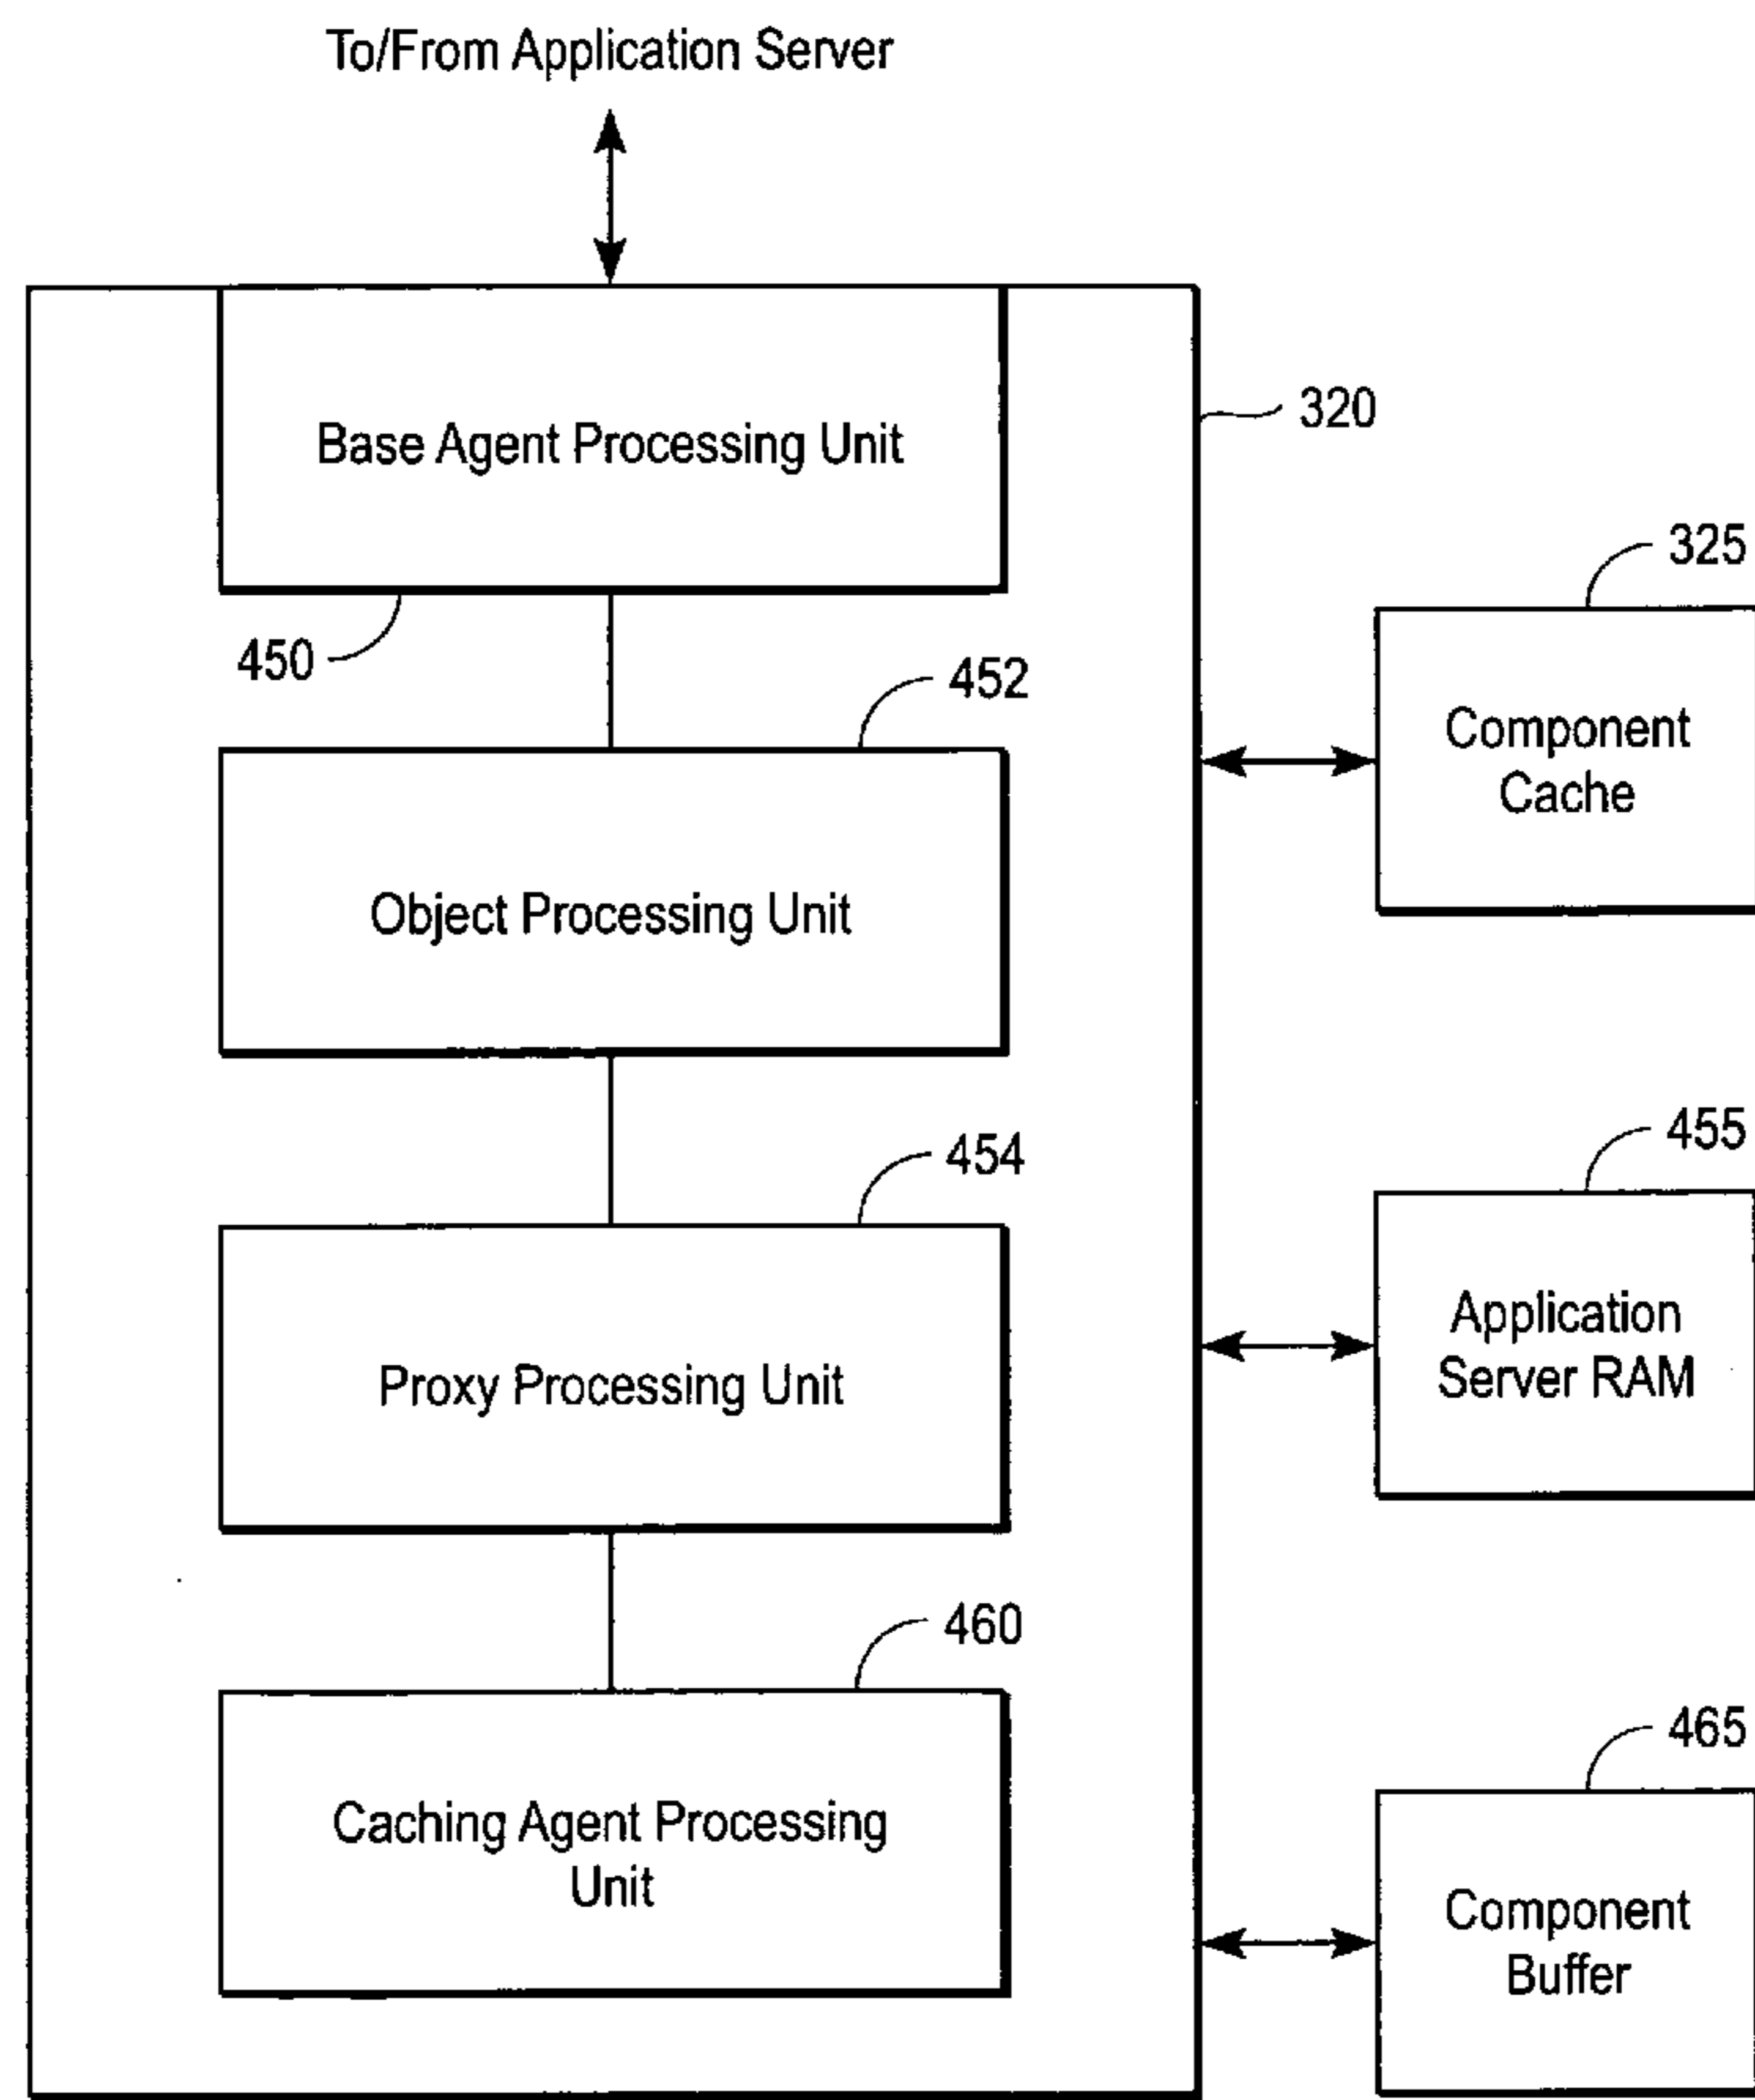 To/From Application Server
Base Agent Processing Unit
320
325
450
452
Component
Cache
Object Processing Unit
454
455
Proxy Processing Unit
Application
Server RAM
460
465
Caching Agent Processing
Unit
Component
Buffer